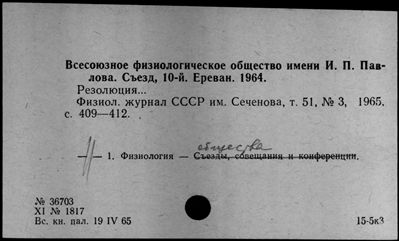 Всесоюзное физиологическое общество имени И. П. Пав-
лова. Съезд, 10-й. Ереван. 1964.
Резолюция...
Физиол. журнал СССР им. Сеченова, т. 51, № 3, 1965.
с. 409—412.
общества
— 1. Физиология — Съезды, совещания и конференции.
№ 36703
XI № 1817
Вс. кн. пал. 19 IV 65
15-5к3